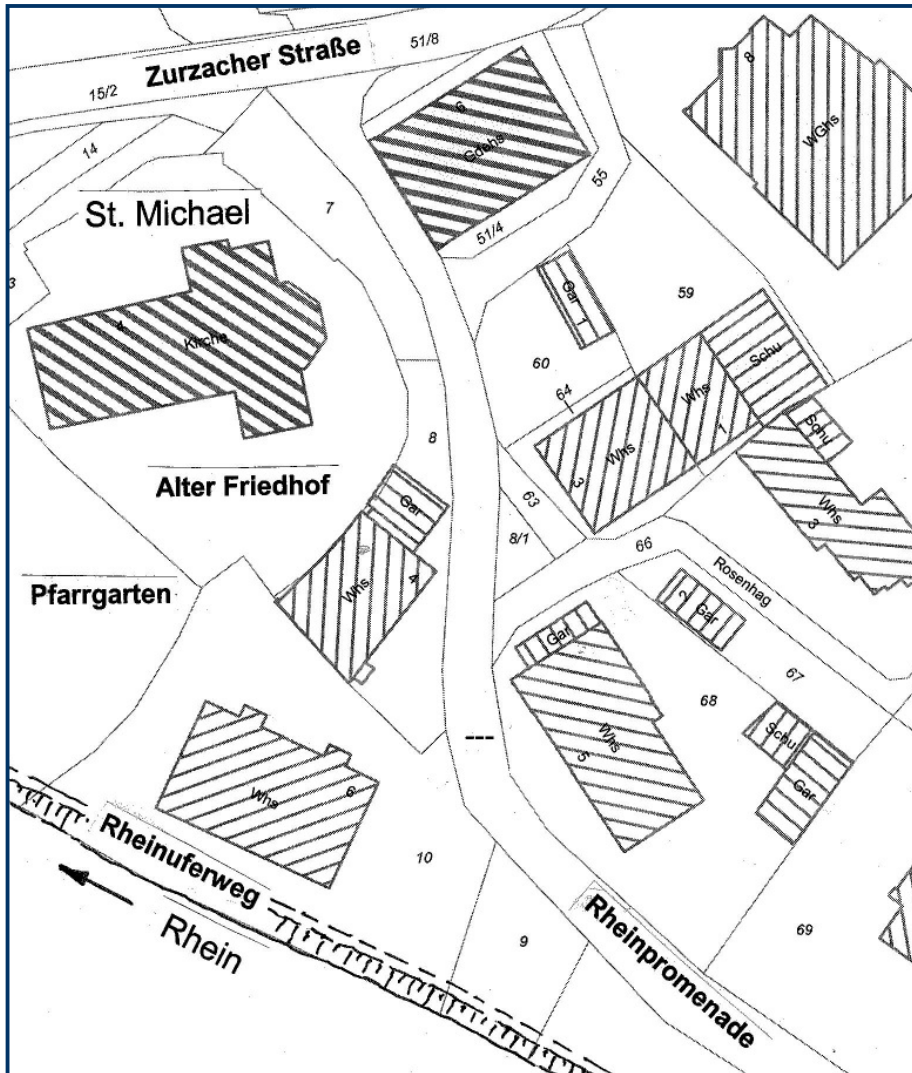 Zurzacher Straße
51/8
15/2
14
7
St. Michael
3
4
Kirche
6
Gdehs
55
51/4
8
WGhs
Gar
1
59
60
64
Schu
Whs
1
Whs
3
Schu
Whs
3
8
63
8/1
66
Rosenhag
Alter Friedhof
Gar
Whs
4
Pfarrgarten
Gar
2
Gar
67
68
Whs
5
Schu
Gar
---
Whs
6
10
Rheinuferweg
Rhein
9
Rheinpromenade
69